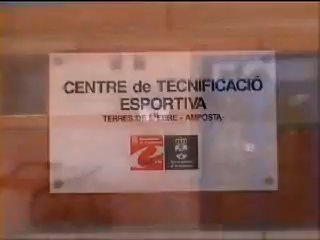 CENTRE de TECNIFICACIÓ
ESPORTIVA
TERRES DE L'EBRE - AMPOSTA